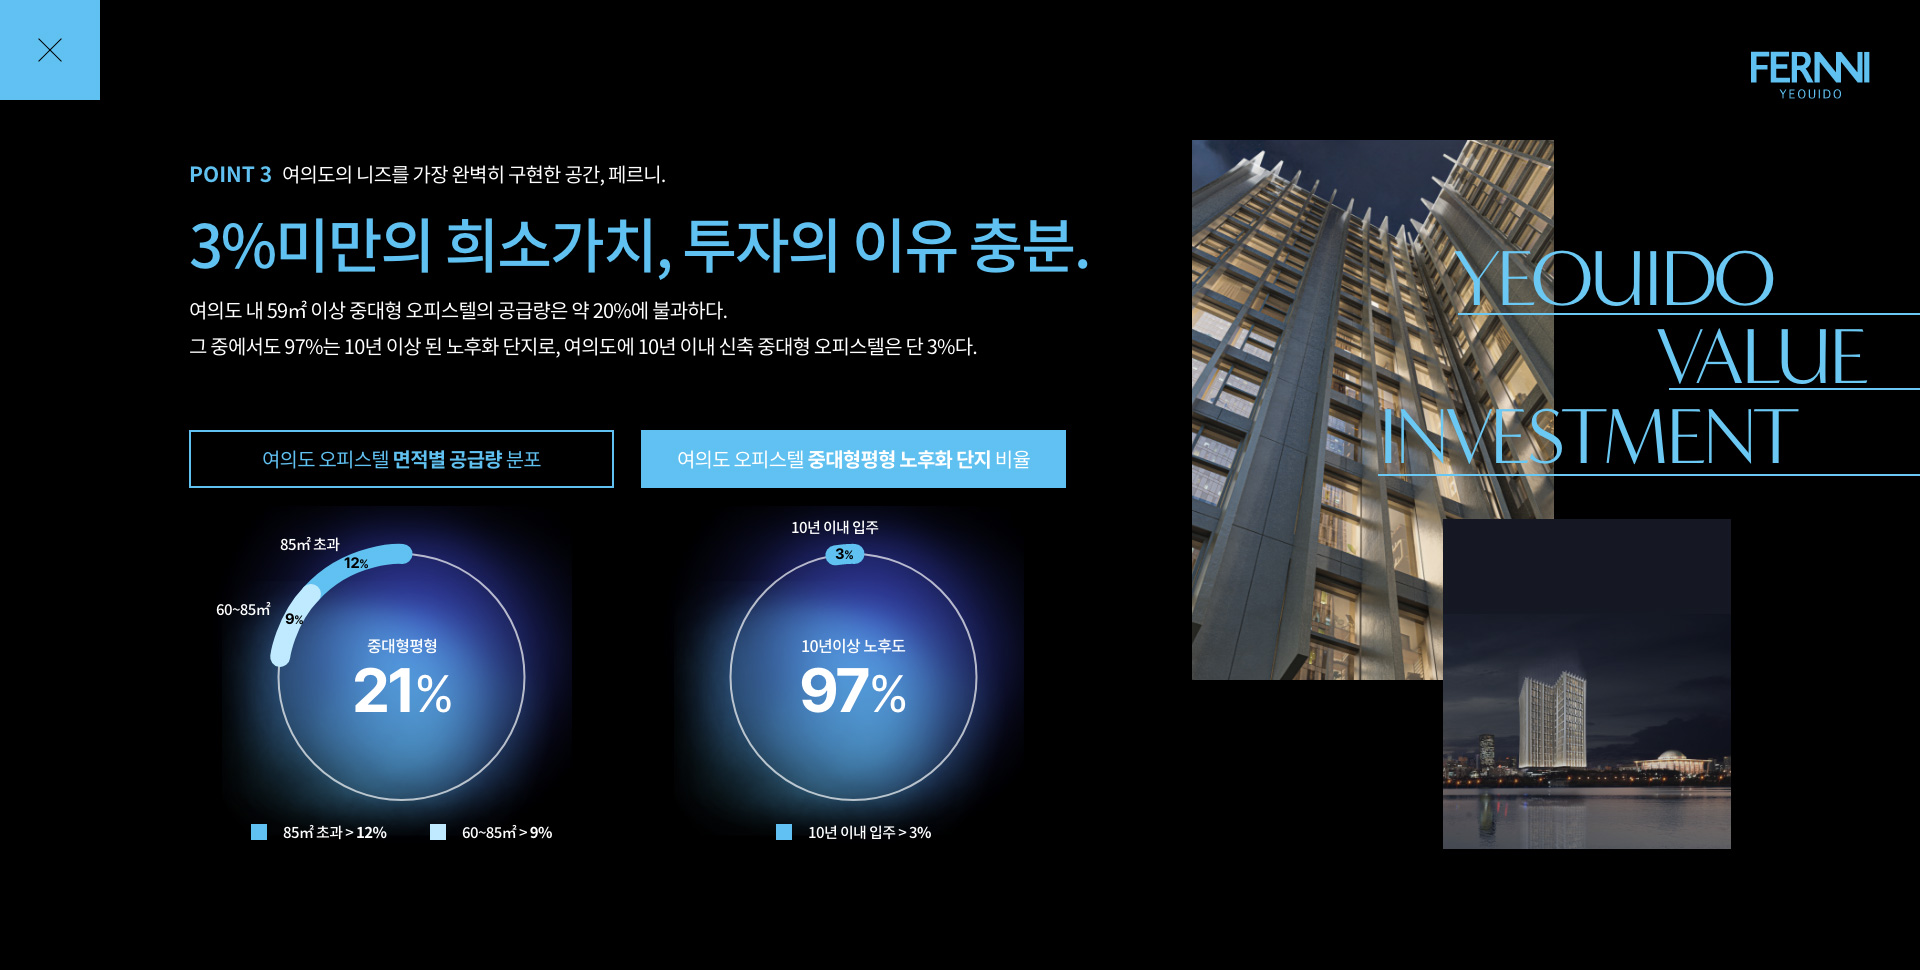 FERNNI
YEOUIDO
POINT 3 여의도의 니즈를 가장 완벽히 구현한 공간, 페르니.
3%미만의 희소가치, 투자의 이유 충분.
여의도 내 59㎡ 이상 중대형 오피스텔의 공급량은 약 20%에 불과하다.
그 중에서도 97%는 10년 이상 된 노후화 단지로, 여의도에 10년 이내 신축 중대형 오피스텔은 단 3%다.
여의도 오피스텔 면적별 공급량 분포
85㎡ 초과
12%
60~85㎡
9%
중대형평형
21%
85㎡ 초과 > 12%
60~85㎡ > 9%
여의도 오피스텔 중대형평형 노후화 단지 비율
10년 이내 입주
3%
10년이상 노후도
97%
10년 이내 입주 > 3%
YEOUIDO
VALUE
INVESTMENT